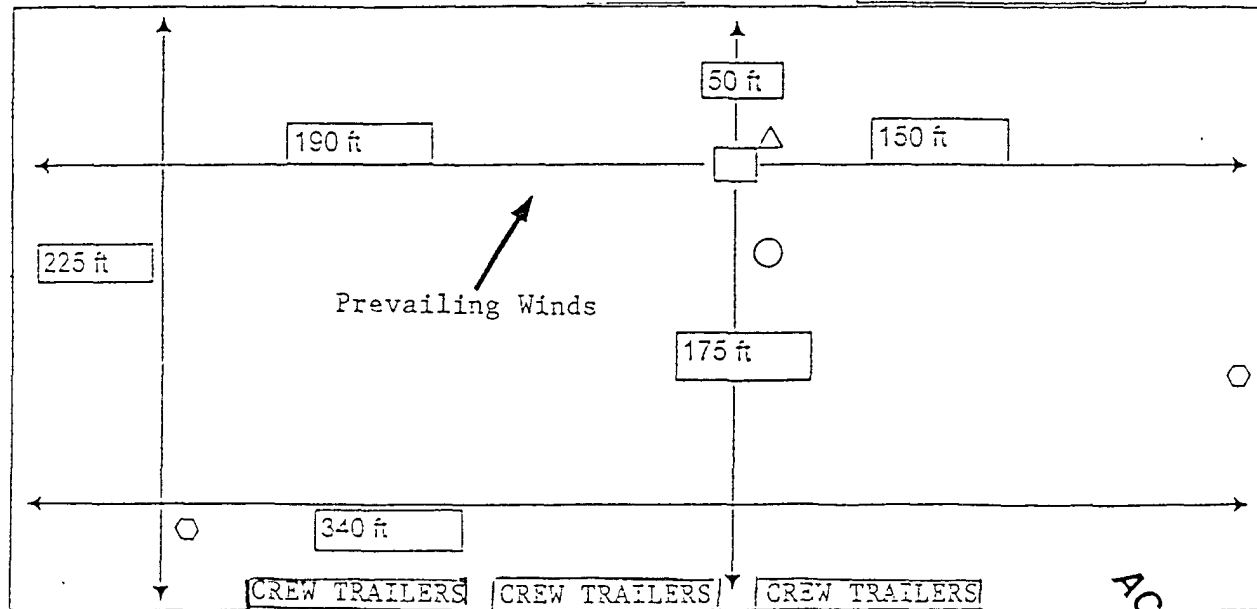 50 ft
190 ft
150 ft
225 ft
Prevailing Winds
175 ft
340 ft
CREW TRAILERS
CREW TRAILERS
CREW TRAILERS
AC